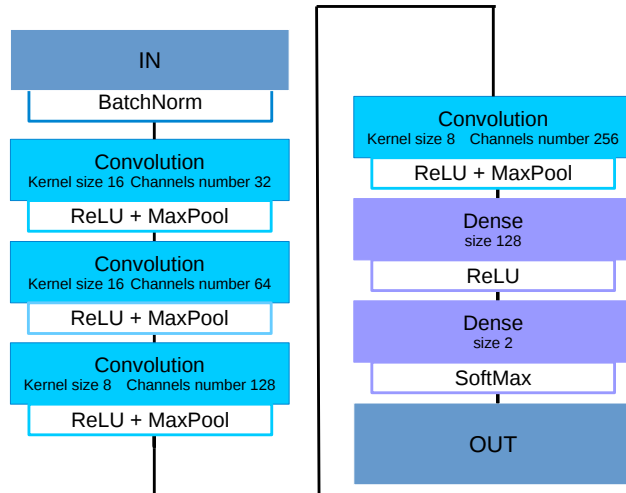 IN
BatchNorm
Convolution
Kernel size 16 Channels number 32
ReLU + MaxPool
Convolution
Kernel size 16 Channels number 64
ReLU + MaxPool
Convolution
Kernel size 8 Channels number 128
ReLU + MaxPool
Convolution
Kernel size 8 Channels number 256
ReLU + MaxPool
Dense
size 128
ReLU
Dense
size 2
SoftMax
OUT